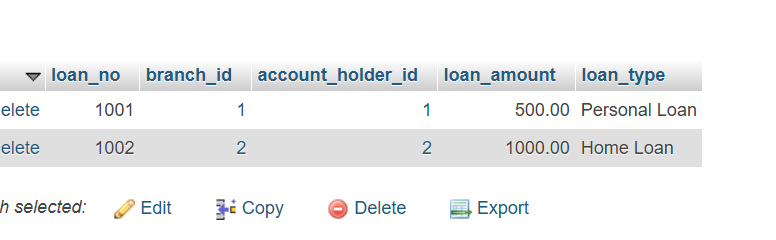 loan_no branch_id account_holder_id loan_amount loan_type
elete 1001 1 1 500.00 Personal Loan
elete 1002 2 2 1000.00 Home Loan
h selected: Edit Copy Delete Export